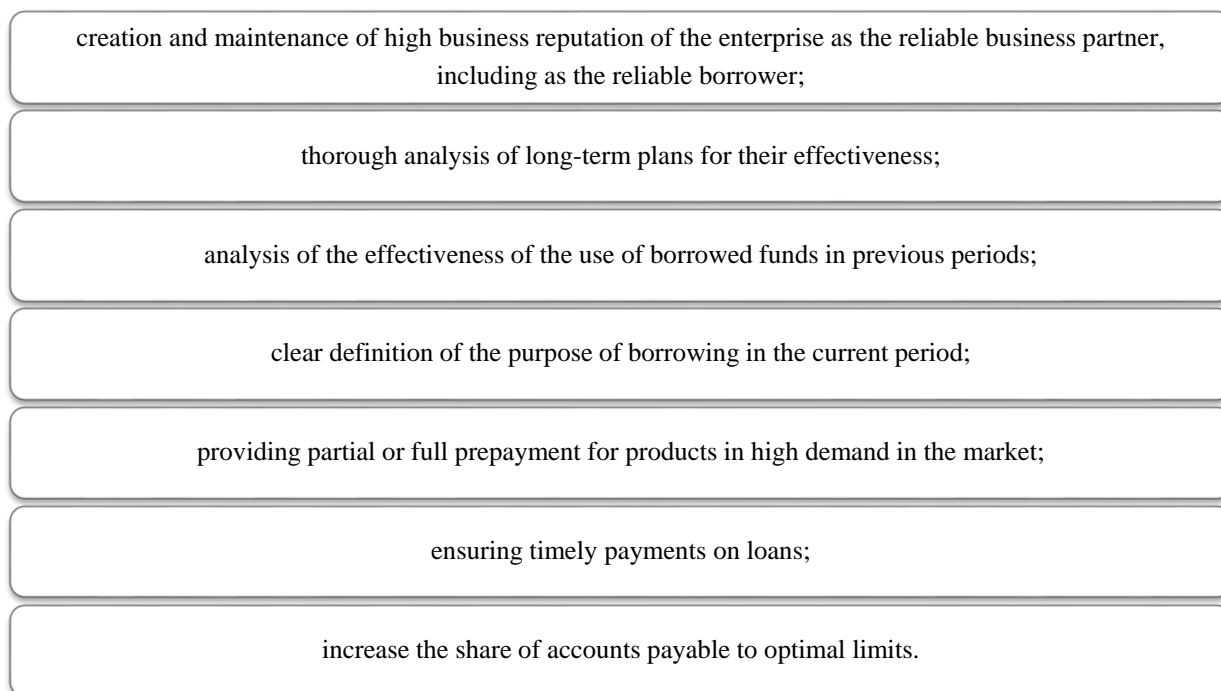 creation and maintenance of high business reputation of the enterprise as the reliable business partner,
including as the reliable borrower;
thorough analysis of long-term plans for their effectiveness;
analysis of the effectiveness of the use of borrowed funds in previous periods;
clear definition of the purpose of borrowing in the current period;
providing partial or full prepayment for products in high demand in the market;
ensuring timely payments on loans;
increase the share of accounts payable to optimal limits.